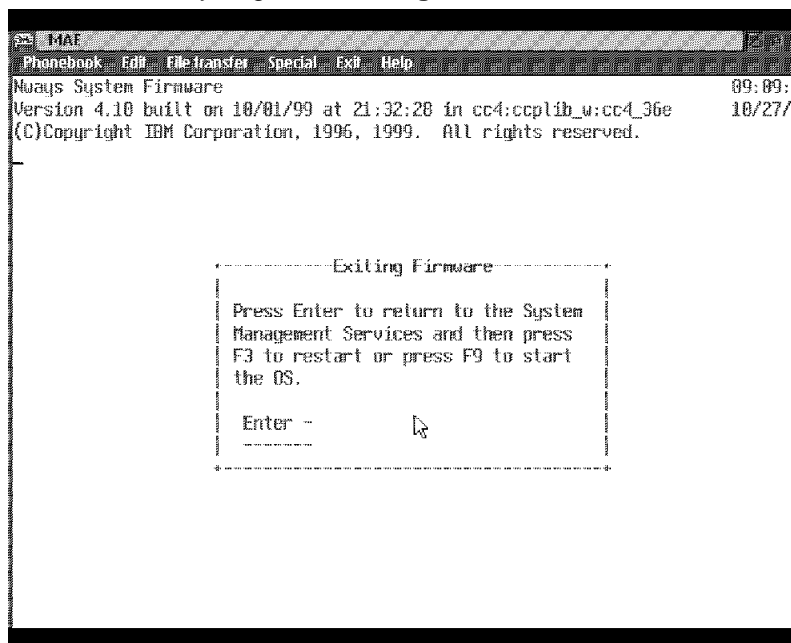 MAE
Phonebook Edit Filetransfer Special Exit Help
Nways System Firmware 09:09:
Version 4.10 built on 10/01/99 at 21:32:28 in cc4:ccplib_w:cc4_36e 10/27/
(C)Copyright IBM Corporation, 1996, 1999. All rights reserved.
Exiting Firmware
Press Enter to return to the System
Management Services and then press
F3 to restart or press F9 to start
the OS.
Enter -